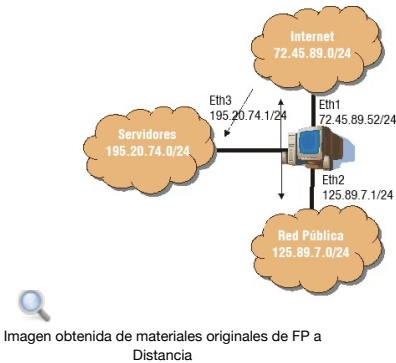 Internet
72.45.89.0/24
Eth3
195.20.74.1/24
Eth1
72.45.89.52/24
Servidores
195.20.74.0/24
Eth2
125.89.7.1/24
Red Pública
125.89.7.0/24
Imagen obtenida de materiales originales de FP a
Distancia